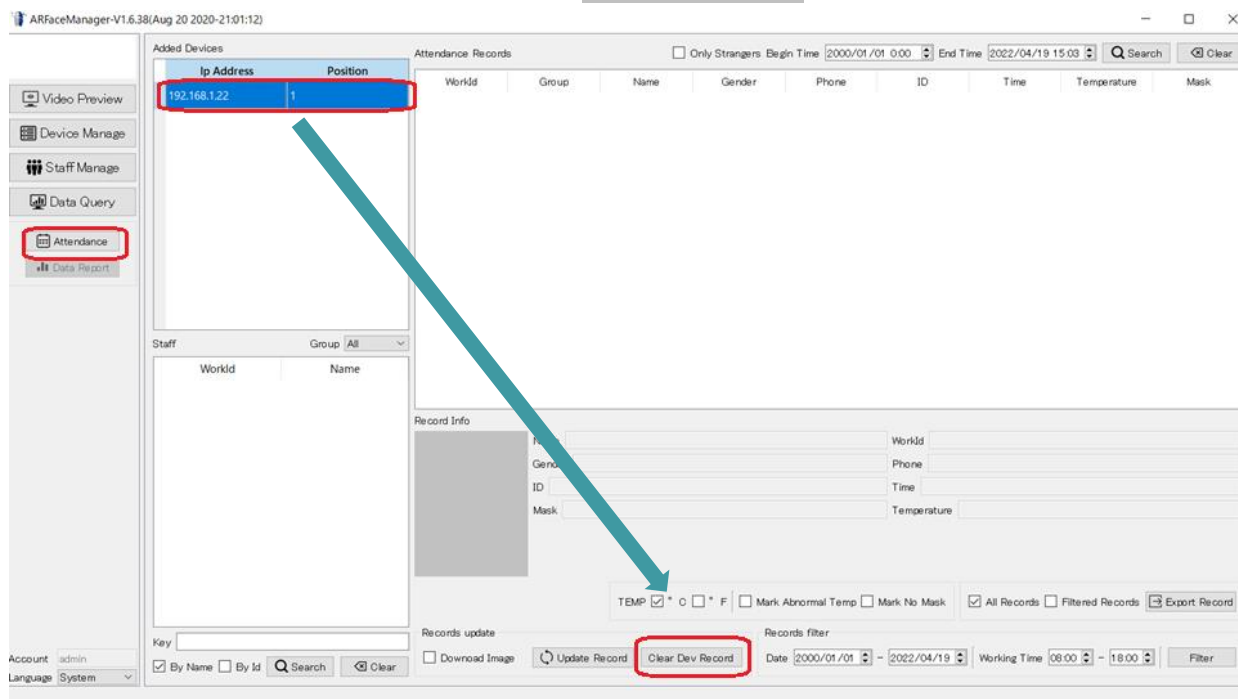 ARFaceManager-V1.6.38(Aug 20 2020-21:01:12)
Added Devices
Ip Address Position
192.168.1.22 1
Attendance Records
Only Strangers Begin Time 2000/01/01 0:00 End Time 2022/04/19 15:03 Search Clear
WorkId Group Name Gender Phone ID Time Temperature Mask
Video Preview
Device Manage
Staff Manage
Data Query
Attendance
Data Report
Staff Group All
WorkId Name
Record Info
WorkId
Phone
ID Time
Mask Temperature
TEMP ° C ° F Mark Abnormal Temp Mark No Mask All Records Filtered Records Export Record
Records update Records filter
Downoad Image Update Record Clear Dev Record Date 2000/01/01 - 2022/04/19 Working Time 08:00 - 18:00 Filter
Key
By Name By Id Search Clear
Account admin
Language System